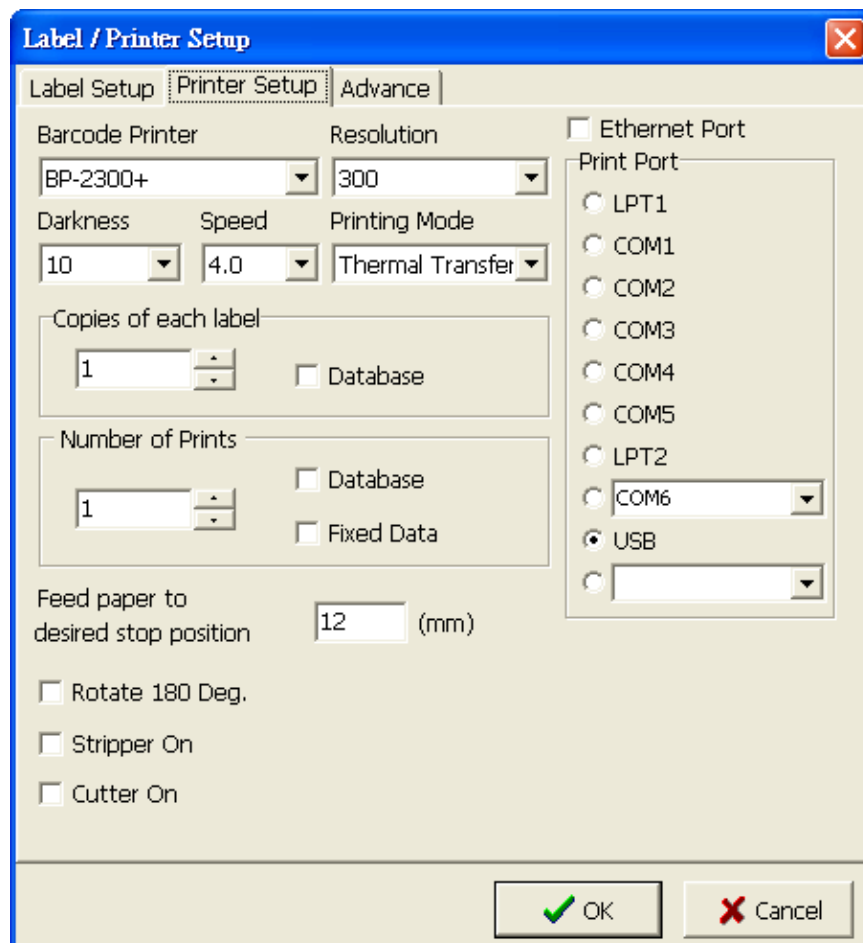 Label / Printer Setup
Label Setup
Printer Setup
Advance
Barcode Printer
BP-2300+
Resolution
300
Darkness
10
Speed
4.0
Printing Mode
Thermal Transfer
Copies of each label
1
Database
Number of Prints
1
Database
Fixed Data
Feed paper to
desired stop position
12
(mm)
Rotate 180 Deg.
Stripper On
Cutter On
Ethernet Port
Print Port
LPT1
COM1
COM2
COM3
COM4
COM5
LPT2
COM6
USB
OK
Cancel